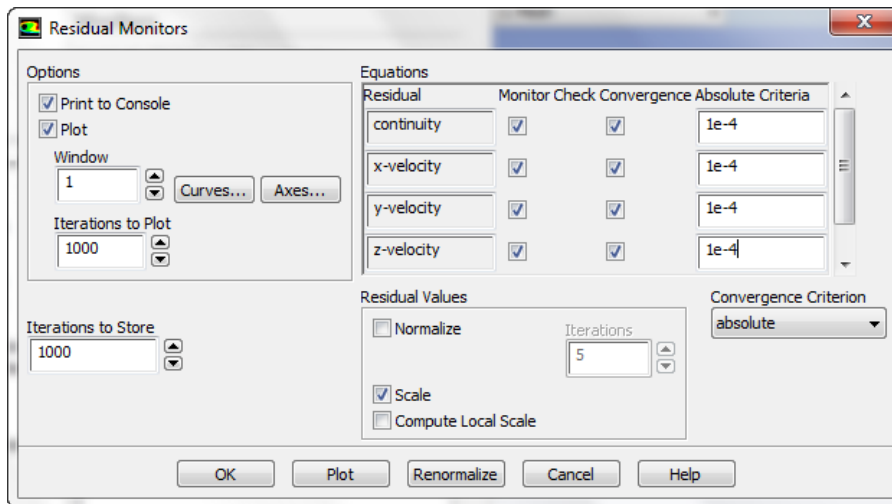 Residual Monitors
Options
Print to Console
Plot
Window
1
Curves...
Axes...
Iterations to Plot
1000
Iterations to Store
1000
Equations
Residual Monitor Check Convergence Absolute Criteria
continuity 1e-4
x-velocity 1e-4
y-velocity 1e-4
z-velocity 1e-4
Residual Values
Normalize
Iterations
5
Scale
Compute Local Scale
Convergence Criterion
absolute
OK Plot Renormalize Cancel Help